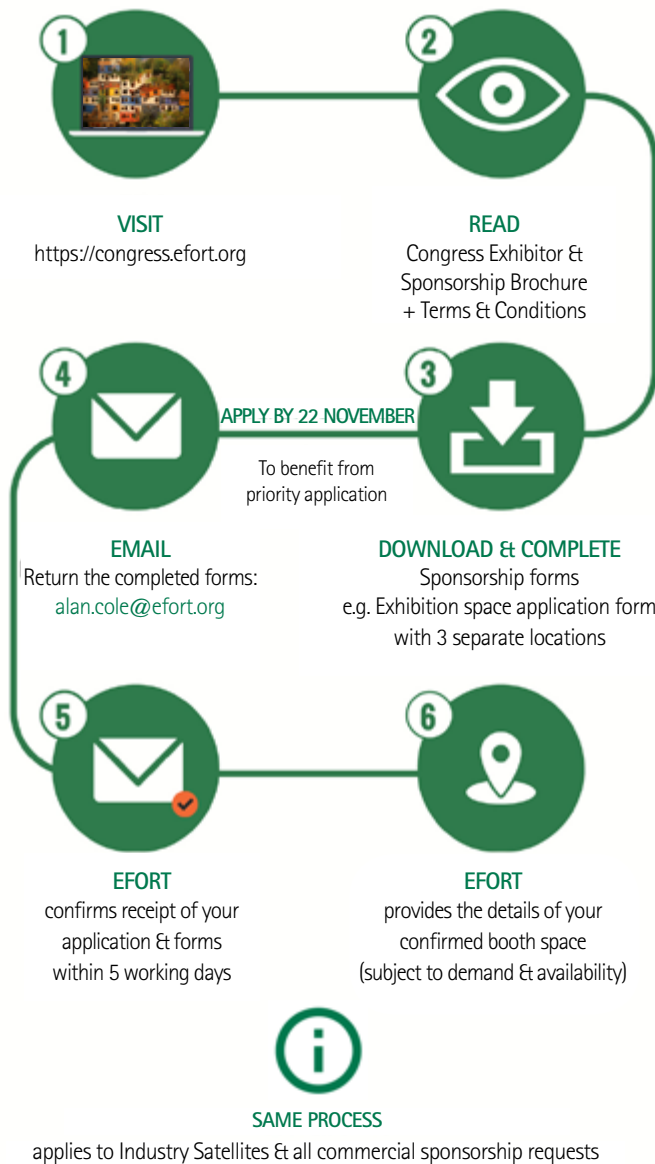 1
VISIT
https://congress.efort.org
2
READ
Congress Exhibitor &
Sponsorship Brochure
+ Terms & Conditions
3
DOWNLOAD & COMPLETE
Sponsorship forms
e.g. Exhibition space application form
with 3 separate locations
APPLY BY 22 NOVEMBER
To benefit from
priority application
4
EMAIL
Return the completed forms:
alan.cole@efort.org
5
EFORT
confirms receipt of your
application & forms
within 5 working days
6
EFORT
provides the details of your
confirmed booth space
(subject to demand & availability)
i
SAME PROCESS
applies to Industry Satellites & all commercial sponsorship requests